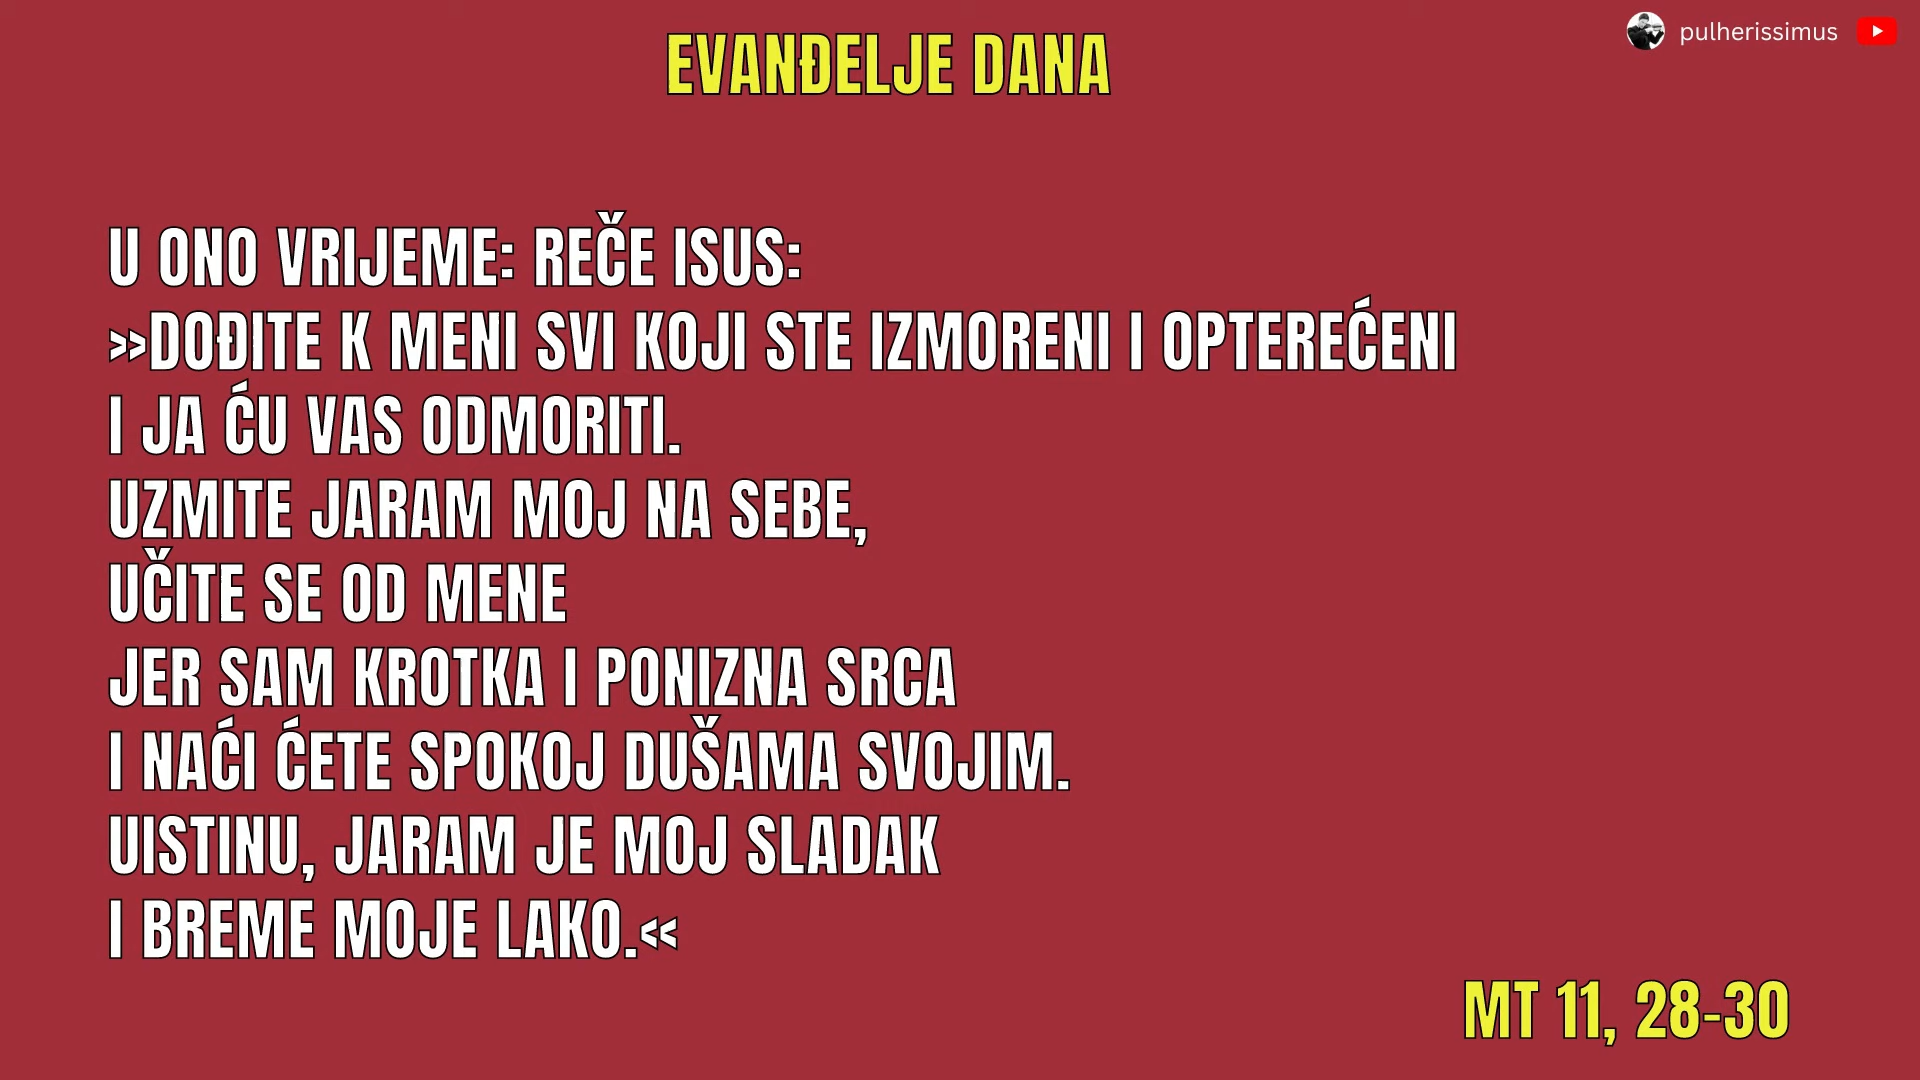 EVANĐELJE DANA
pulherissimus
U ONO VRIJEME: REČE ISUS:
»DOĐITE K MENI SVI KOJI STE IZMORENI I OPTEREĆENI
I JA ĆU VAS ODMORITI.
UZMITE JARAM MOJ NA SEBE,
UČITE SE OD MENE
JER SAM KROTKA I PONIZNA SRCA
I NAĆI ĆETE SPOKOJ DUŠAMA SVOJIM.
UISTINU, JARAM JE MOJ SLADAK
I BREME MOJE LAKO.«
MT 11, 28-30